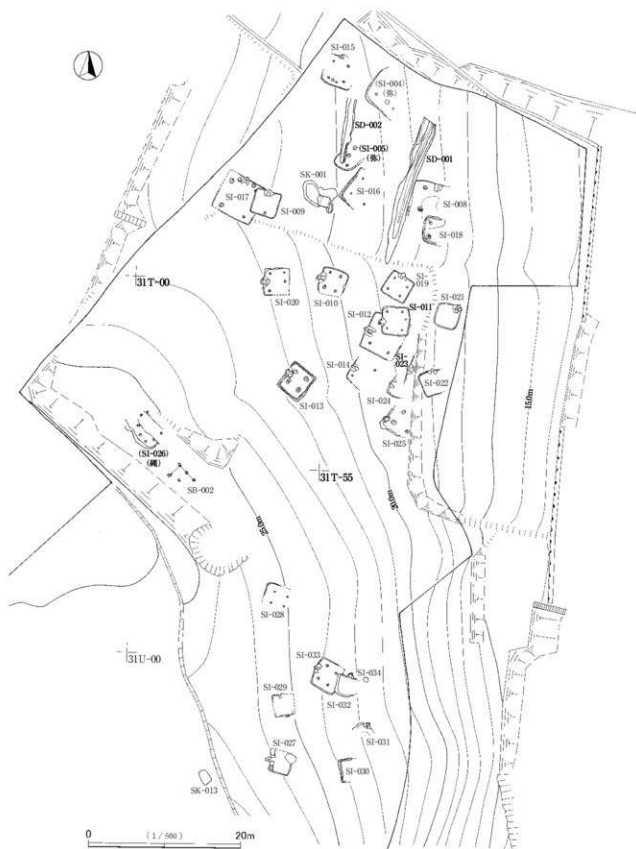 SI-015
(SI-004)
(弥)
SD-002
(SI-005)
(弥)
SD-001
SK-001
SI-016
SI-008
SI-017
SI-009
SI-018
31T-00
SI-020
SI-010
SI-
019
SI-021
SI-012
SI-011
SI-014
SI-
023
SI-022
SI-013
SI-024
SI-025
15.0m
(SI-026)
(縄)
SB-002
31T-55
20.0m
25.0m
SI-028
31U-00
SI-033
SI-034
SI-032
SI-029
SI-031
SI-027
SI-030
SK-013
0
(1/600)
20m